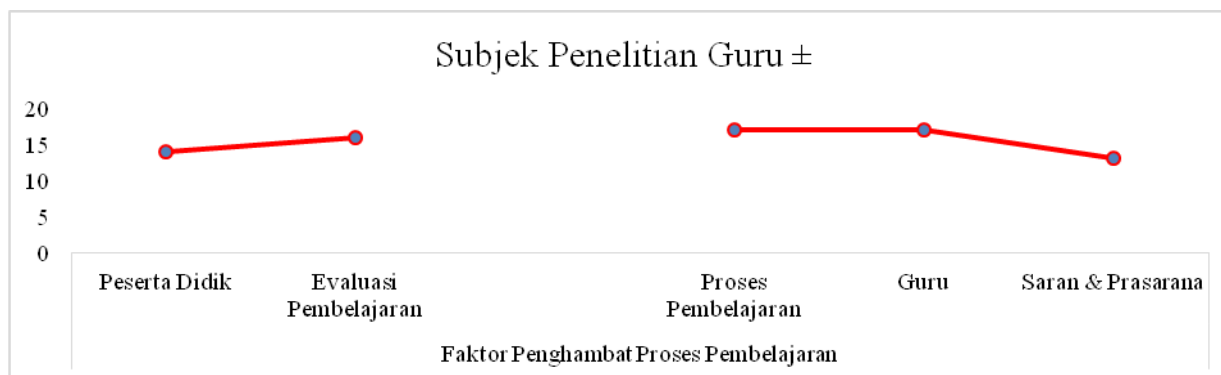 Subjek Penelitian Guru ±
20
15
10
5
0
Peserta Didik
Evaluasi
Pembelajaran
Proses
Pembelajaran
Guru
Saran & Prasarana
Faktor Penghambat Proses Pembelajaran